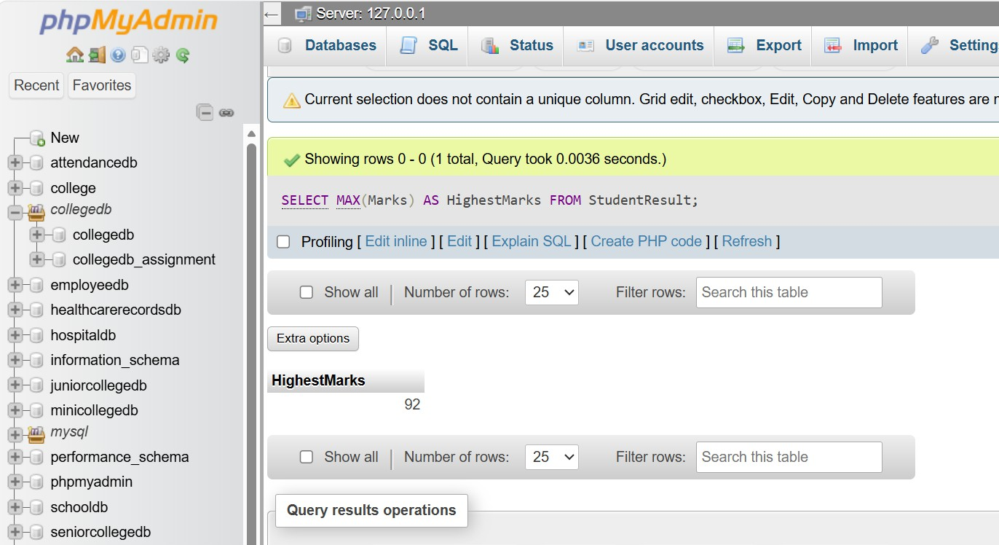 phpMyAdmin
Recent
Favorites
New
attendancedb
college
collegedb
collegedb
collegedb_assignment
employeedb
healthcarerecordsdb
hospitaldb
information_schema
juniorcollegedb
minicollegedb
mysql
performance_schema
phpmyadmin
schooldb
seniorcollegedb
Server: 127.0.0.1
Databases SQL Status User accounts Export Import Setting
Current selection does not contain a unique column. Grid edit, checkbox, Edit, Copy and Delete features are
Showing rows 0 - 0 (1 total, Query took 0.0036 seconds.)
SELECT MAX(Marks) AS HighestMarks FROM StudentResult;
Profiling [ Edit inline ] [ Edit ] [ Explain SQL ] [ Create PHP code ] [ Refresh ]
Show all | Number of rows: 25 Filter rows: Search this table
Extra options
HighestMarks
92
Show all | Number of rows: 25 Filter rows: Search this table
Query results operations